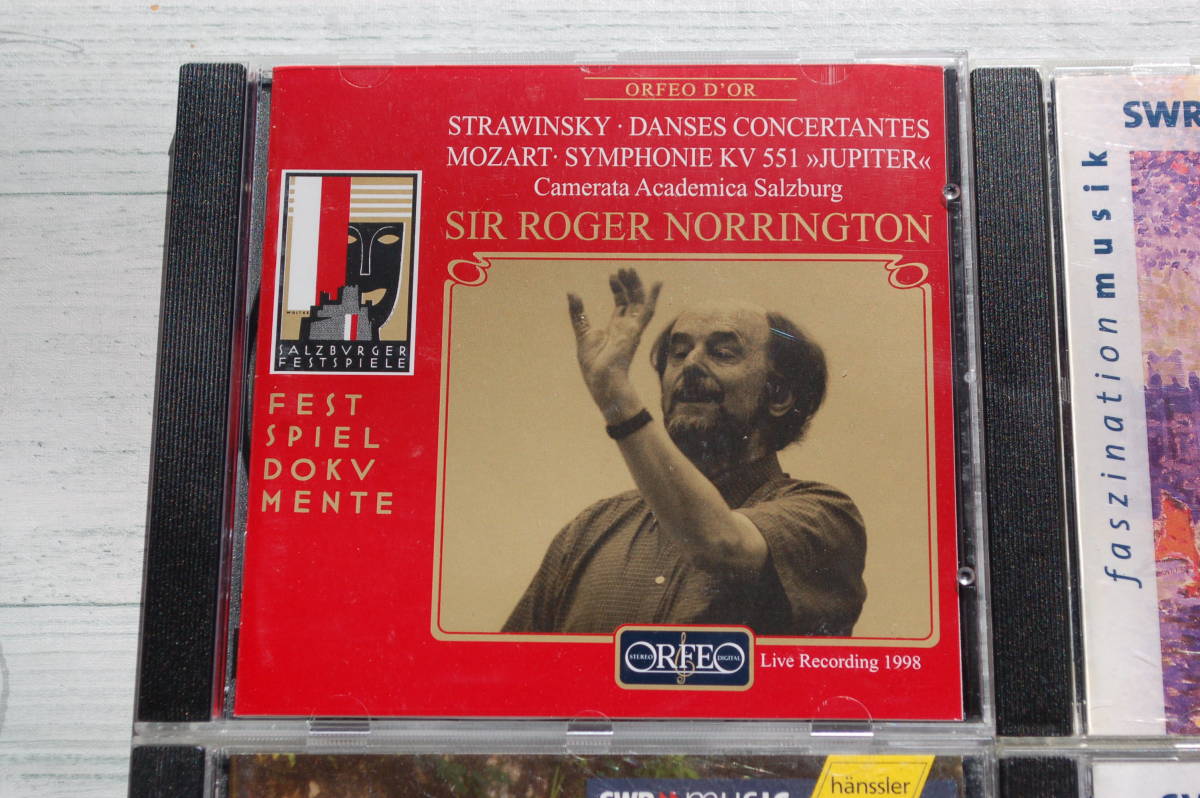 ORFEO D'OR
STRAWINSKY · DANSES CONCERTANTES
MOZART · SYMPHONIE KV 551 »JUPITER«
Camerata Academica Salzburg
SIR ROGER NORRINGTON
SALZBVRGER
FESTSPIELE
FEST
SPIEL
DOKV
MENTE
STEREO ORFEO DIGITAL
Live Recording 1998
SWR
faszination musik
hänssler